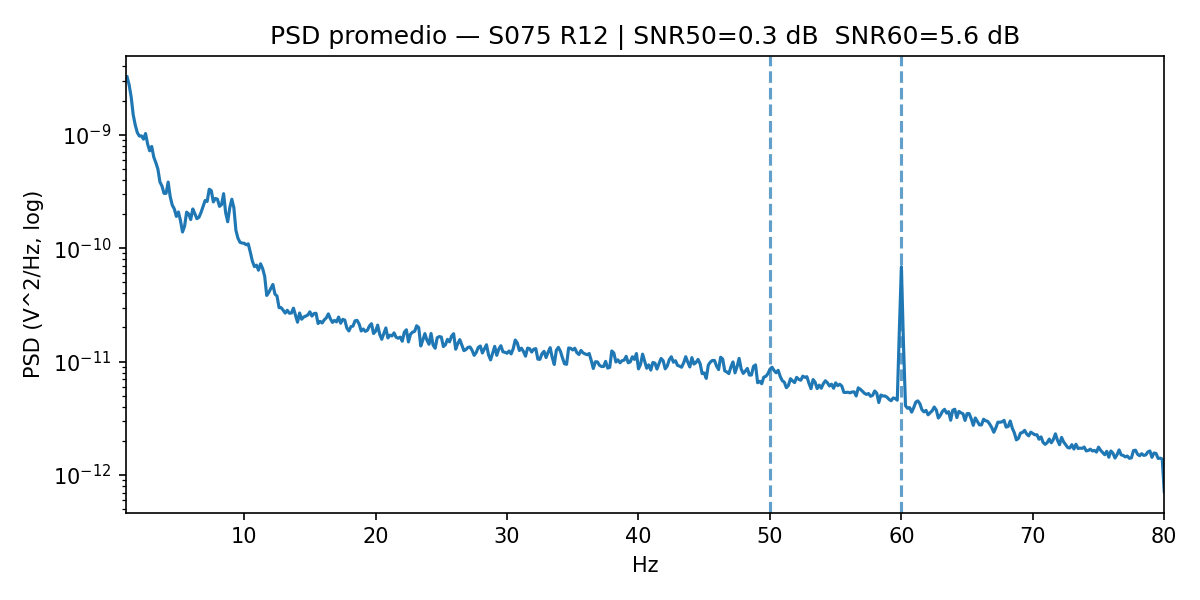 PSD promedio — S075 R12 | SNR50=0.3 dB  SNR60=5.6 dB
PSD (V^2/Hz, log)
10⁻⁹
10⁻¹⁰
10⁻¹¹
10⁻¹²
10 20 30 40 50 60 70 80
Hz